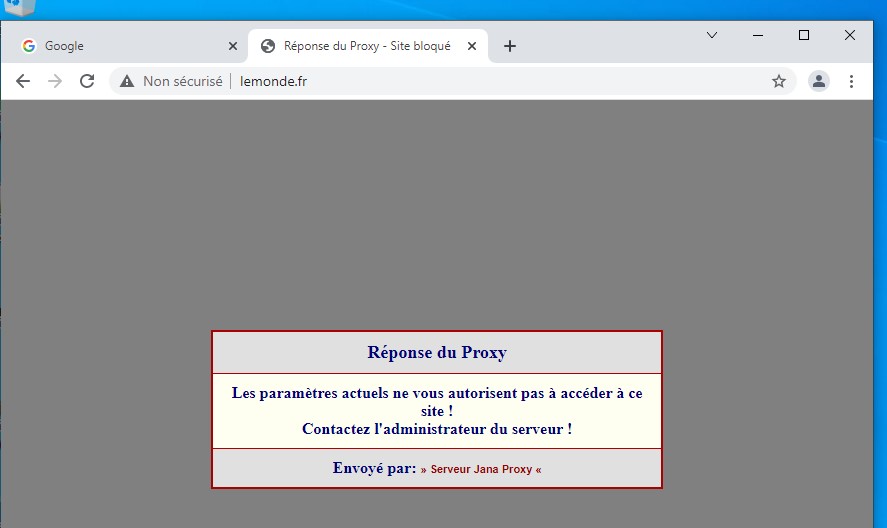 Google
Réponse du Proxy - Site bloqué
Non sécurisé
lemonde.fr
Réponse du Proxy
Les paramètres actuels ne vous autorisent pas à accéder à ce
site !
Contactez l'administrateur du serveur !
Envoyé par: » Serveur Jana Proxy «